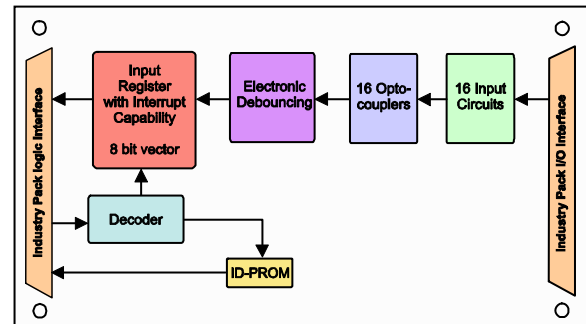 Industry Pack logic Interface
Input
Register
with Interrupt
Capability
8 bit vector
Electronic
Debouncing
16 Opto-
couplers
16 Input
Circuits
Industry Pack I/O Interface
Decoder
ID-PROM